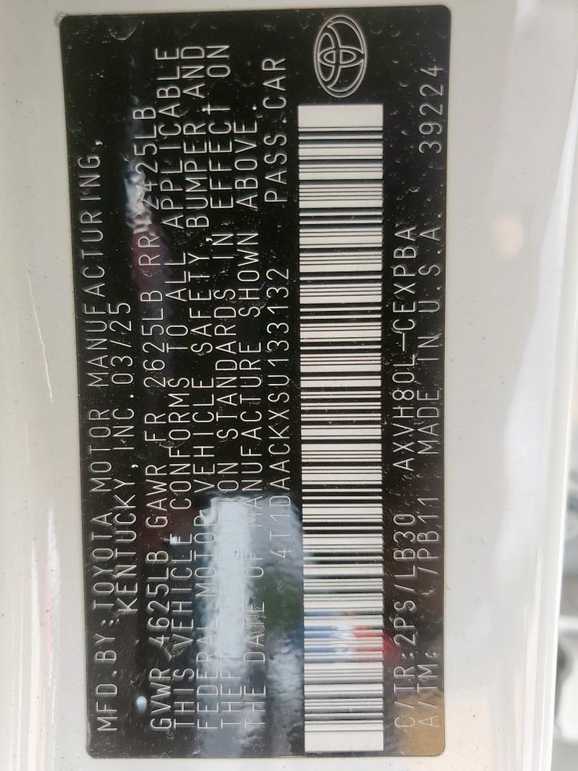 MFD.BY:TOYOTA MOTOR MANUFACTURING,
KENTUCKY,INC.03/25
GVWR 4625LB GAWR FR 2625LB RR 2425LB
THIS VEHICLE CONFORMS TO ALL APPLICABLE
FEDERAL MOTOR VEHICLE SAFETY, BUMPER,AND
THEFT ON STANDARDS IN EFFECT ON
THE DATE OF MANUFACTURE SHOWN ABOVE.
4T1DAACKXSU133132 PASS.CAR
C/TR:2PS/LB30 AXVH80L-CEXPBA
A/TM: /PB11 MADE IN U.S.A. 39224